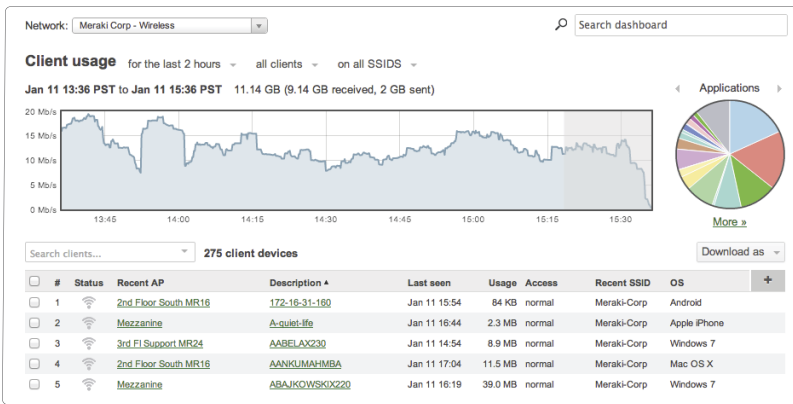 Network: Meraki Corp - Wireless
Search dashboard
Client usage for the last 2 hours all clients on all SSIDS
Jan 11 13:36 PST to Jan 11 15:36 PST 11.14 GB (9.14 GB received, 2 GB sent)
Applications
20 Mb/s
15 Mb/s
10 Mb/s
5 Mb/s
0 Mb/s
13:45 14:00 14:15 14:30 14:45 15:00 15:15 15:30
More »
Search clients... 275 client devices Download as
# Status Recent AP Description Last seen Usage Access Recent SSID OS +
1 2nd Floor South MR16 172-16-31-160 Jan 11 15:54 84 KB normal Meraki-Corp Android
2 Mezzanine A-quiet-life Jan 11 16:44 2.3 MB normal Meraki-Corp Apple iPhone
3 3rd Fl Support MR24 AABELAX230 Jan 11 14:54 8.9 MB normal Meraki-Corp Windows 7
4 2nd Floor South MR16 AANKUMAHMBA Jan 11 17:04 11.5 MB normal Meraki-Corp Mac OS X
5 Mezzanine ABAJKOWSKIX220 Jan 11 16:19 39.0 MB normal Meraki-Corp Windows 7